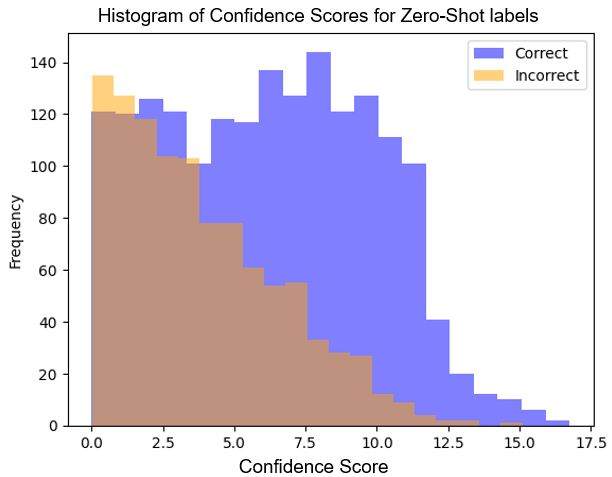 Histogram of Confidence Scores for Zero-Shot labels
Correct
Incorrect
140
120
100
80
60
40
20
0
Frequency
0.0 2.5 5.0 7.5 10.0 12.5 15.0 17.5
Confidence Score